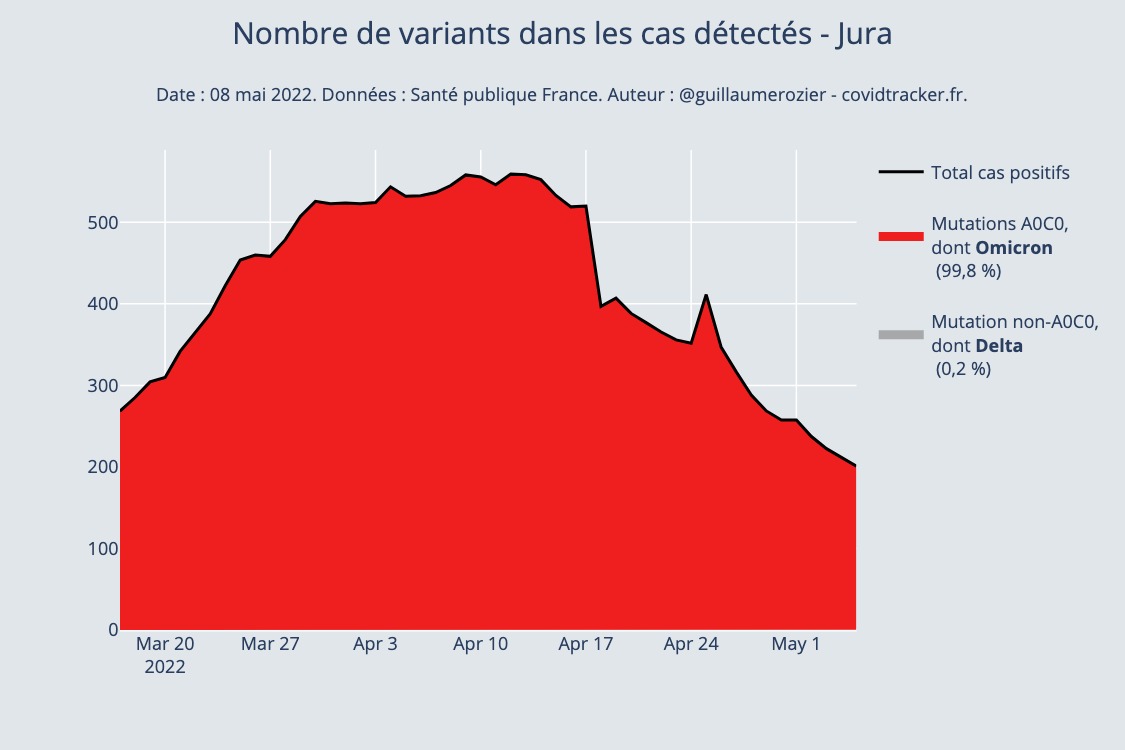 Nombre de variants dans les cas détectés - Jura
Date : 08 mai 2022. Données : Santé publique France. Auteur : @guillaumerozier - covidtracker.fr.
Total cas positifs
Mutations A0C0,
dont Omicron
(99,8 %)
Mutation non-A0C0,
dont Delta
(0,2 %)
500
400
300
200
100
0
Mar 20 Mar 27 Apr 3 Apr 10 Apr 17 Apr 24 May 1
2022